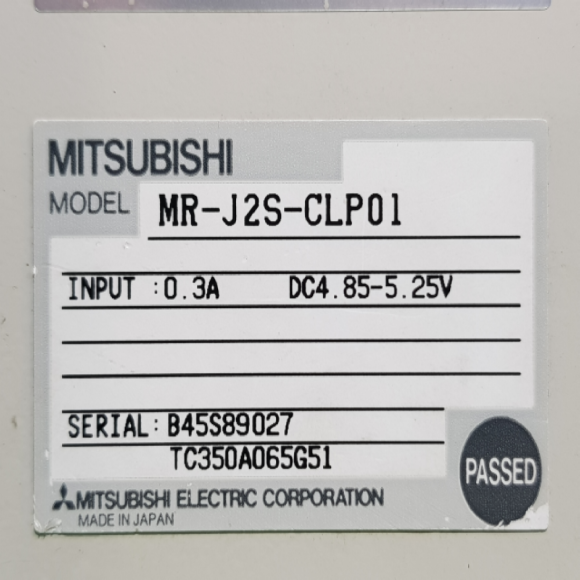 MITSUBISHI
MODEL MR-J2S-CLP01
INPUT : 0.3A DC4.85-5.25V
SERIAL: B45S89027
TC350A065G51
PASSED
MITSUBISHI ELECTRIC CORPORATION
MADE IN JAPAN